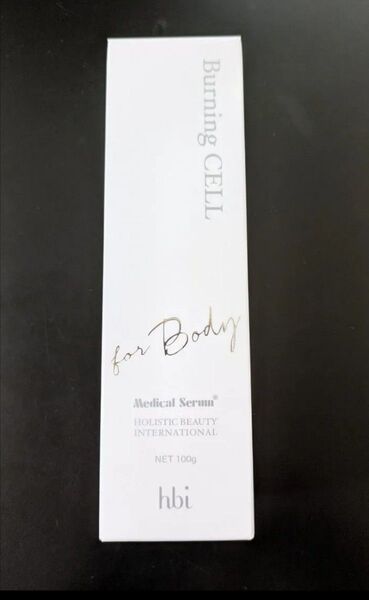 Burning CELL
for Body
Medical Serum®
HOLISTIC BEAUTY
INTERNATIONAL
NET 100g
hbi